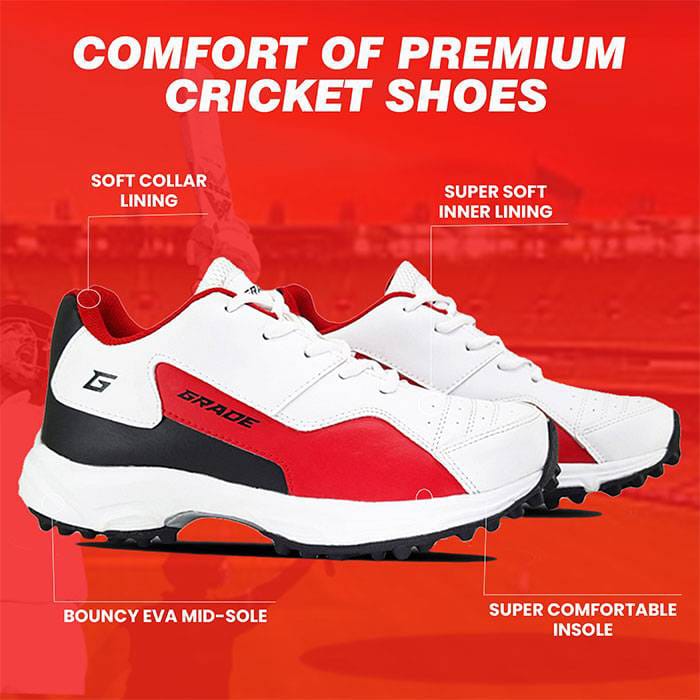 COMFORT OF PREMIUM
CRICKET SHOES
SOFT COLLAR
LINING
SUPER SOFT
INNER LINING
G
GRADE
BOUNCY EVA MID-SOLE
SUPER COMFORTABLE
INSOLE